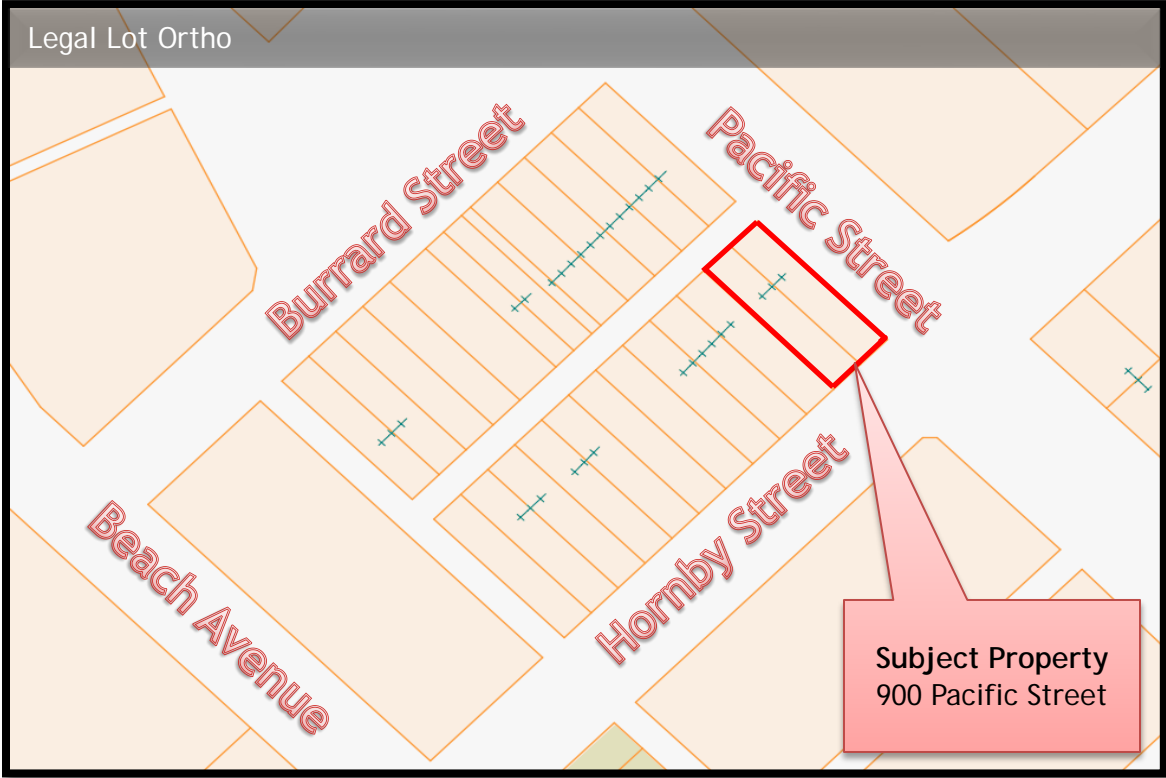 Legal Lot Ortho
Burrard Street
Pacific Street
Beach Avenue
Hornby Street
Subject Property
900 Pacific Street